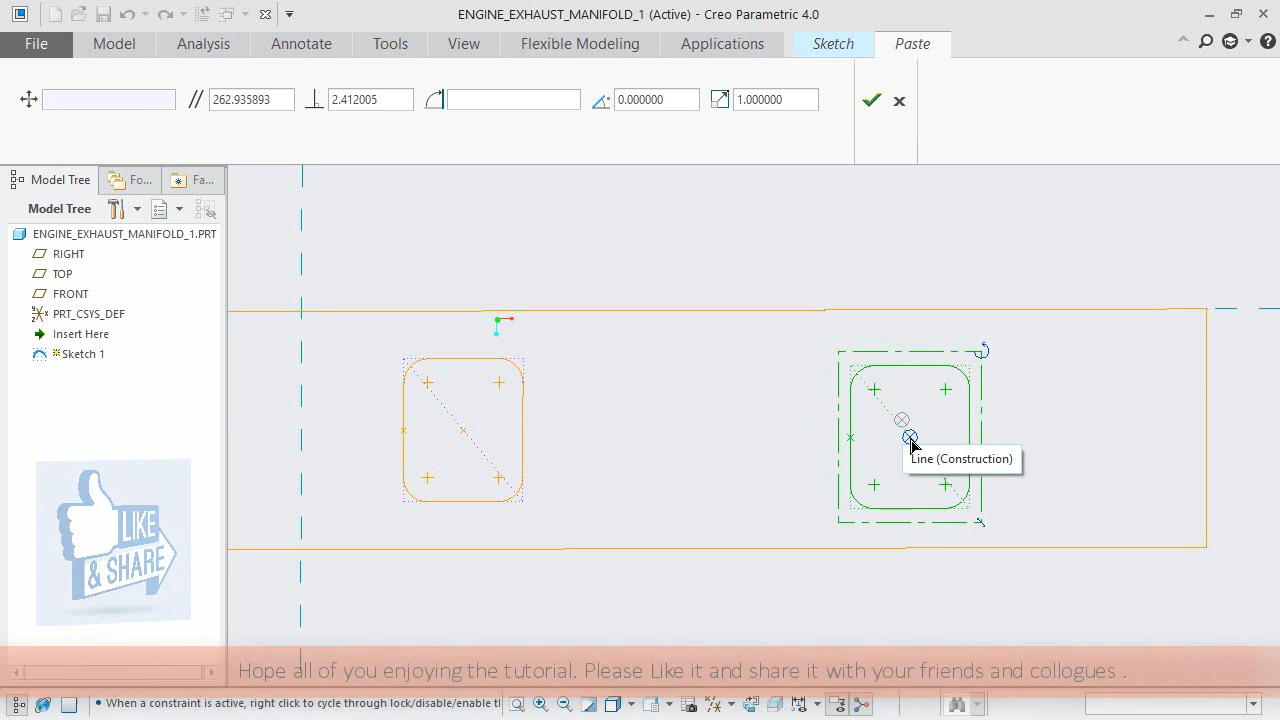 ENGINE_EXHAUST_MANIFOLD_1 (Active) - Creo Parametric 4.0
File Model Analysis Annotate Tools View Flexible Modeling Applications Sketch Paste
262.935893 2.412005 0.000000 1.000000
Model Tree Fo... Fa...
Model Tree
ENGINE_EXHAUST_MANIFOLD_1.PRT
RIGHT
TOP
FRONT
PRT_CSYS_DEF
Insert Here
Sketch 1
Line (Construction)
LIKE
& SHARE
Hope all of you enjoying the tutorial. Please Like it and share it with your friends and collogues .
• When a constraint is active, right click to cycle through lock/disable/enable t